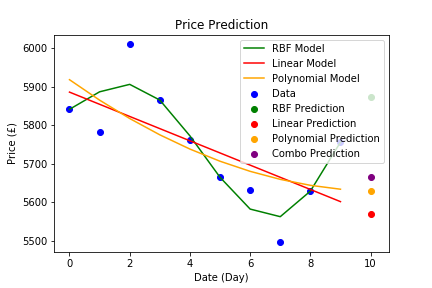 Price Prediction
Price (£)
6000
5900
5800
5700
5600
5500
RBF Model
Linear Model
Polynomial Model
Data
RBF Prediction
Linear Prediction
Polynomial Prediction
Combo Prediction
0 2 4 6 8 10
Date (Day)